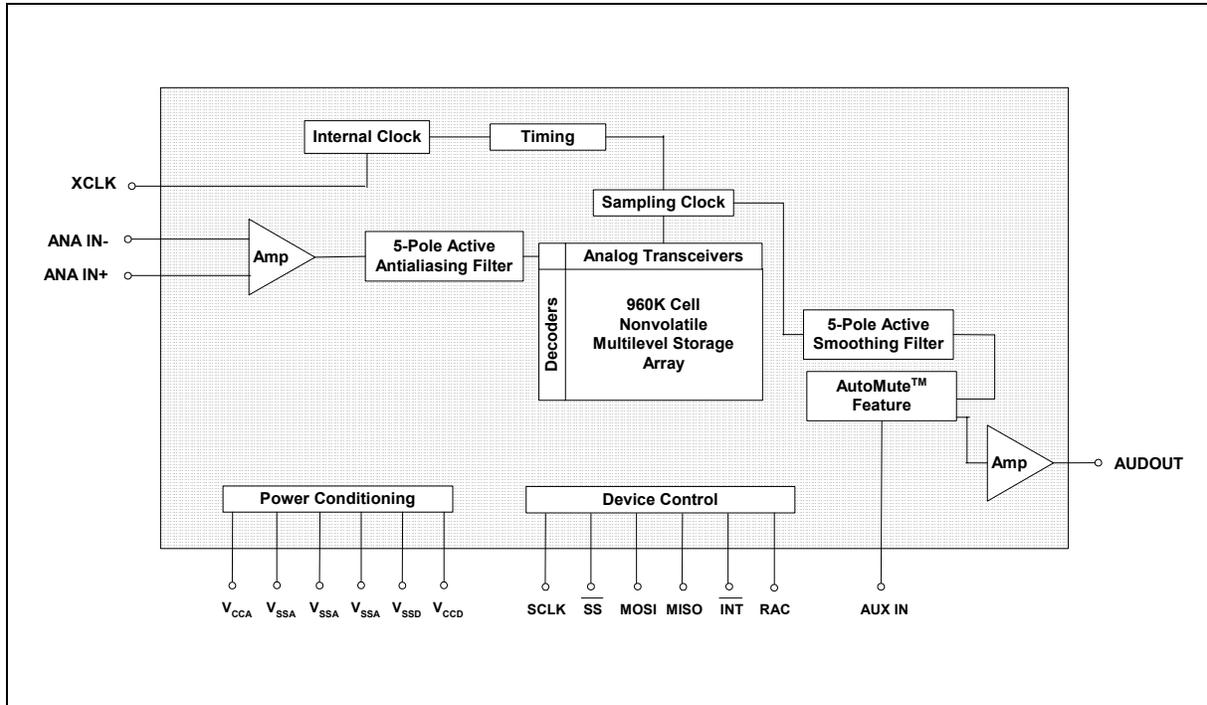 Internal Clock
Timing
XCLK
Sampling Clock
ANA IN-
ANA IN+
Amp
5-Pole Active
Antialiasing Filter
Analog Transceivers
Decoders
960K Cell
Nonvolatile
Multilevel Storage
Array
5-Pole Active
Smoothing Filter
AutoMute™
Feature
Amp
AUDOUT
Power Conditioning
Device Control
VCCA
VSSA
VSSA
VSSA
VSSD
VCCD
SCLK
SS
MOSI
MISO
INT
RAC
AUX IN